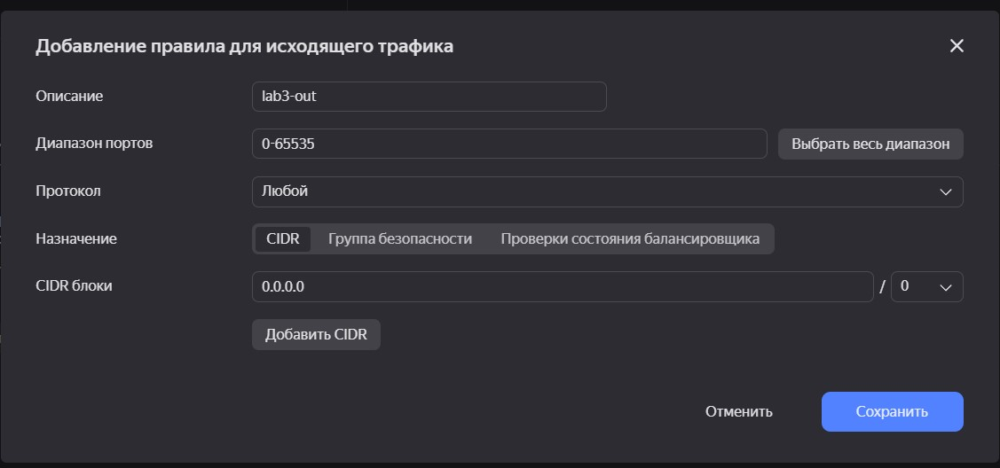 Добавление правила для исходящего трафика
Описание
lab3-out
Диапазон портов
0-65535
Выбрать весь диапазон
Протокол
Любой
Назначение
CIDR
Группа безопасности
Проверки состояния балансировщика
CIDR блоки
0.0.0.0
/
0
Добавить CIDR
Отменить
Сохранить